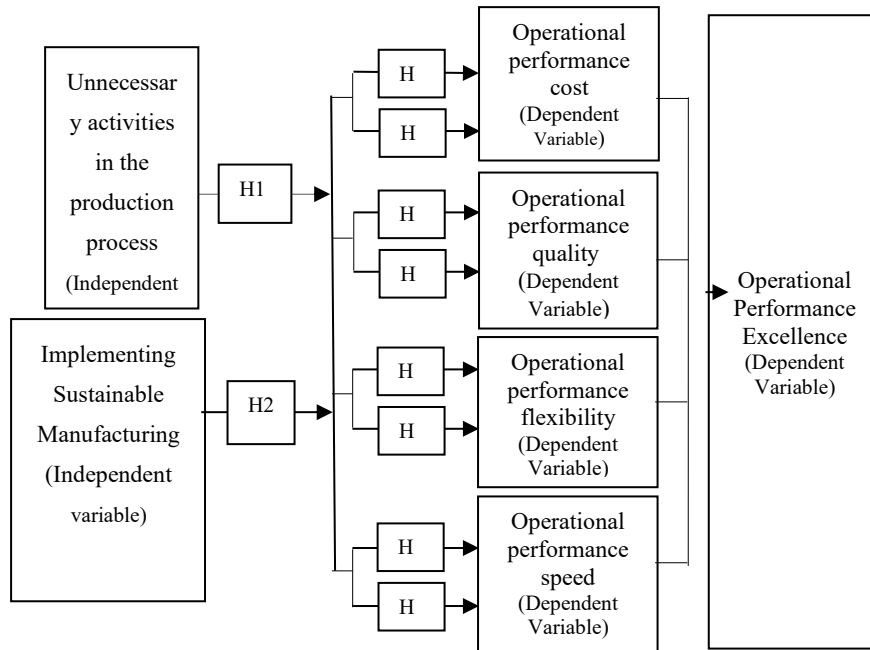 Unnecessar
y activities
in the
production
process
(Independent
H1
Implementing
Sustainable
Manufacturing
(Independent
variable)
H2
H
H
Operational
performance
cost
(Dependent
Variable)
H
H
Operational
performance
quality
(Dependent
Variable)
H
H
Operational
performance
flexibility
(Dependent
Variable)
H
H
Operational
performance
speed
(Dependent
Variable)
Operational
Performance
Excellence
(Dependent
Variable)